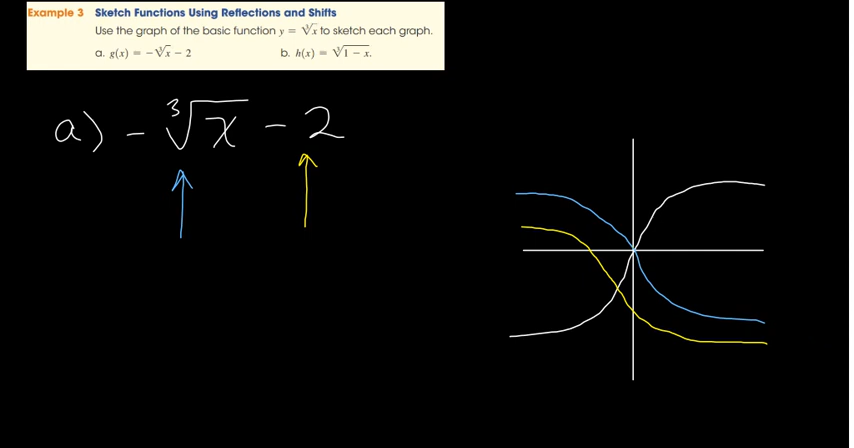 Example 3 Sketch Functions Using Reflections and Shifts
Use the graph of the basic function y = ∛x to sketch each graph.
a. g(x) = −∛x − 2 b. h(x) = ∛(1 − x).
a) − ∛x − 2